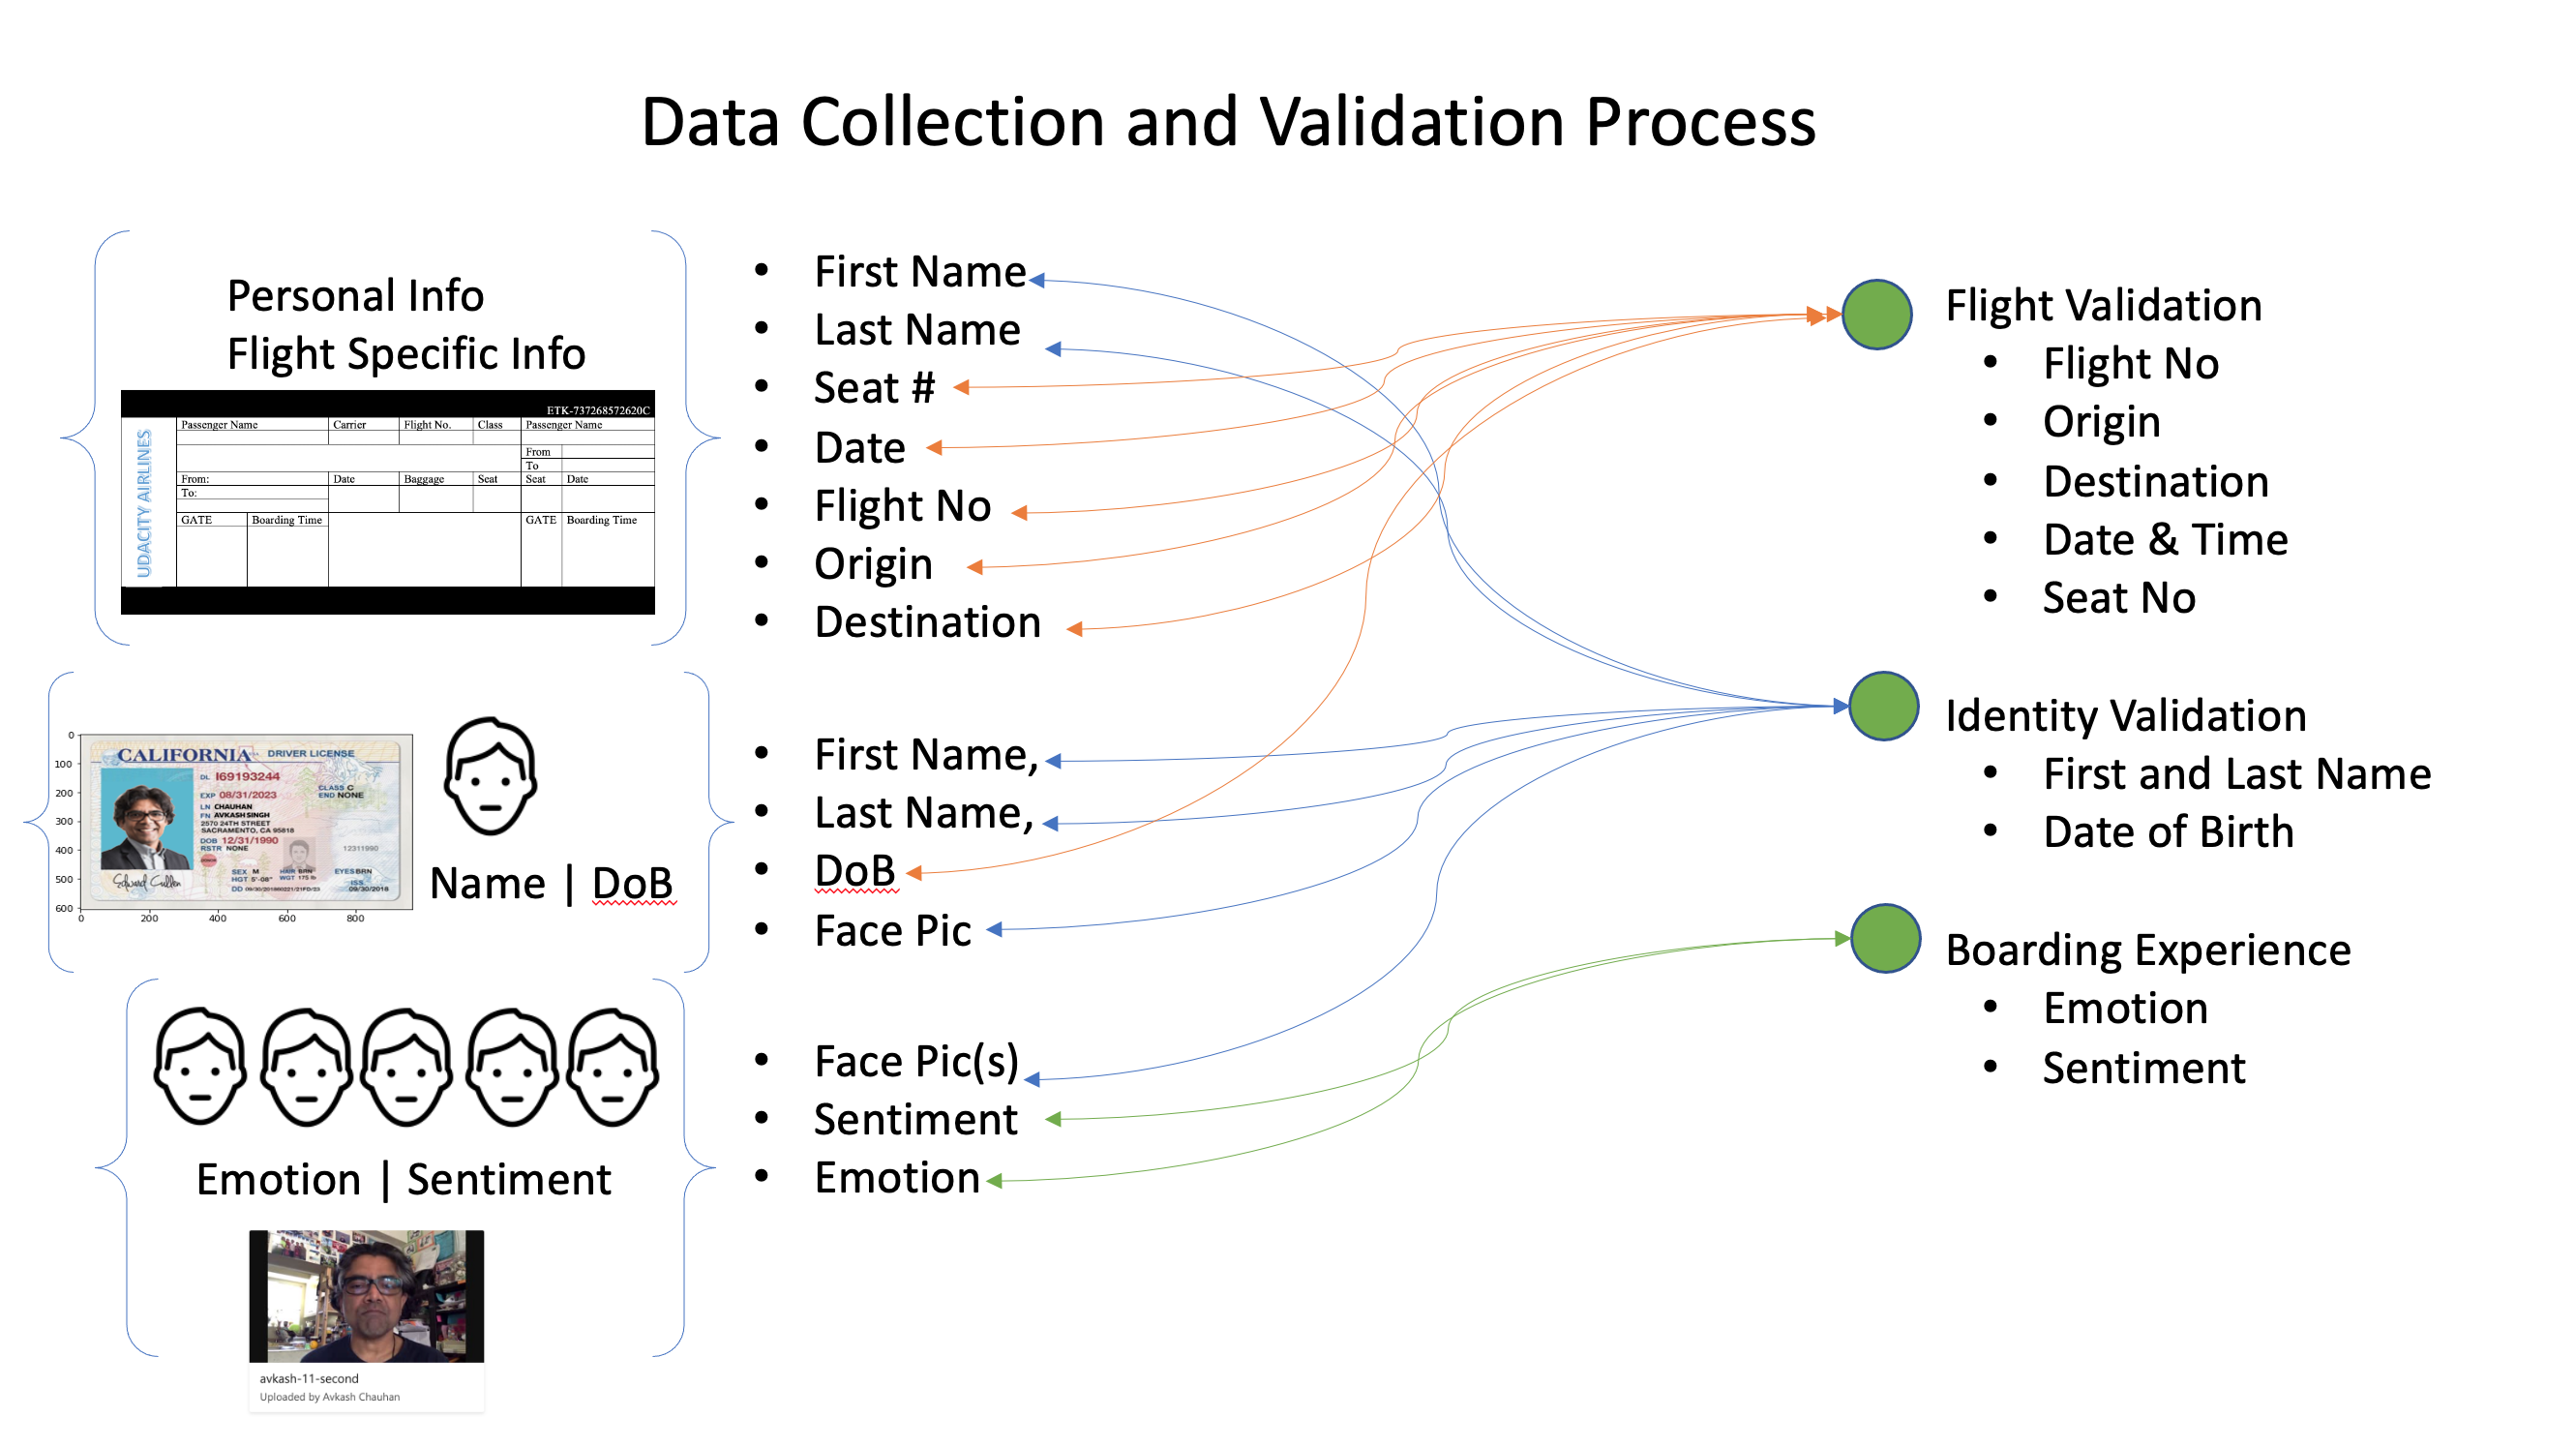 Data Collection and Validation Process
Personal Info
Flight Specific Info
ETK-737268572620C
UDACITY AIRLINES
Passenger Name Carrier Flight No. Class Passenger Name
From
To
From: Date Baggage Seat Seat Date
To:
GATE Boarding Time GATE Boarding Time
• First Name
• Last Name
• Seat #
• Date
• Flight No
• Origin
• Destination
0
100
200
300
400
500
600
0 200 400 600 800
CALIFORNIA USA DRIVER LICENSE
DL I69193244
EXP 08/31/2023
CLASS C
END NONE
LN CHAUHAN
FN AVKASH SINGH
2570 24TH STREET
SACRAMENTO, CA 95818
DOB 12/31/1990
RSTR NONE
12311990
SEX M HAIR BRN EYES BRN
HGT 5'-08" WGT 175 lb
ISS
09/30/2018
Edward Cullen
Name | DoB
• First Name,
• Last Name,
• DoB
• Face Pic
Emotion | Sentiment
avkash-11-second
Uploaded by Avkash Chauhan
• Face Pic(s)
• Sentiment
• Emotion
Flight Validation
• Flight No
• Origin
• Destination
• Date & Time
• Seat No
Identity Validation
• First and Last Name
• Date of Birth
Boarding Experience
• Emotion
• Sentiment